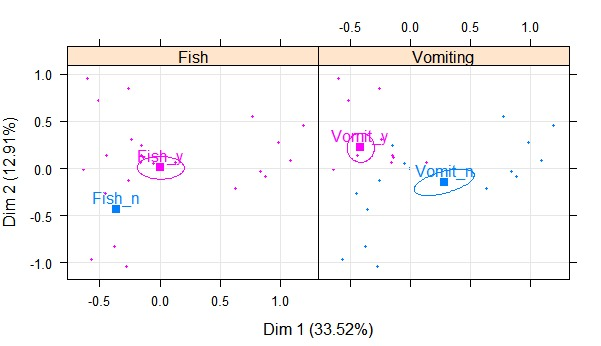 -0.5 0.0 0.5 1.0
Fish Vomiting
1.0
0.5
0.0
-0.5
-1.0
Dim 2 (12.91%)
Fish_y
Fish_n
Vomit_y
Vomit_n
-0.5 0.0 0.5 1.0
Dim 1 (33.52%)